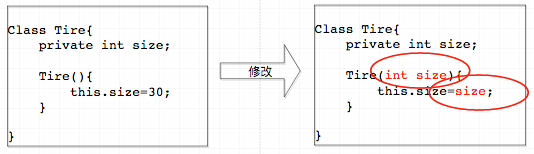 Class Tire{
    private int size;
    Tire(){
        this.size=30;
    }
}
修改
Class Tire{
    private int size;
    Tire(int size){
        this.size=size;
    }
}